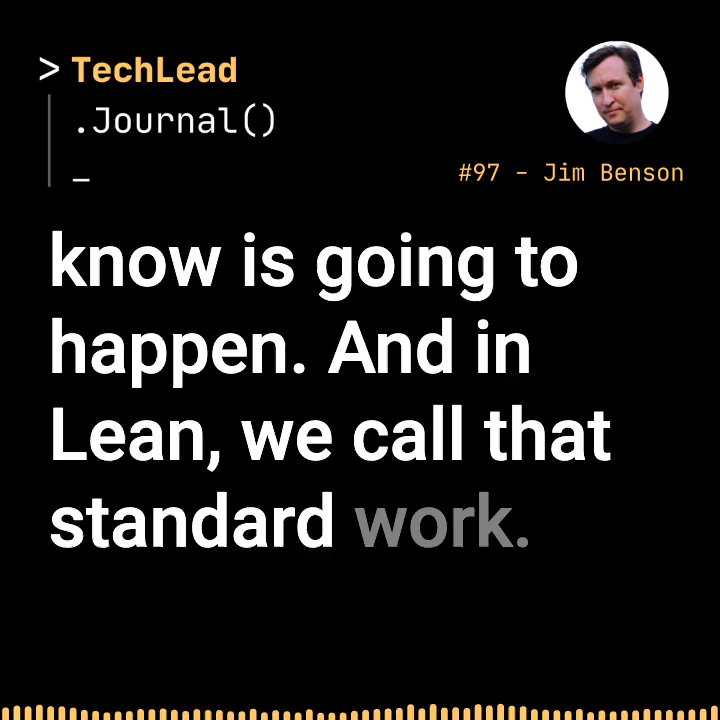 > TechLead
.Journal()
_
#97 - Jim Benson
know is going to
happen. And in
Lean, we call that
standard work.